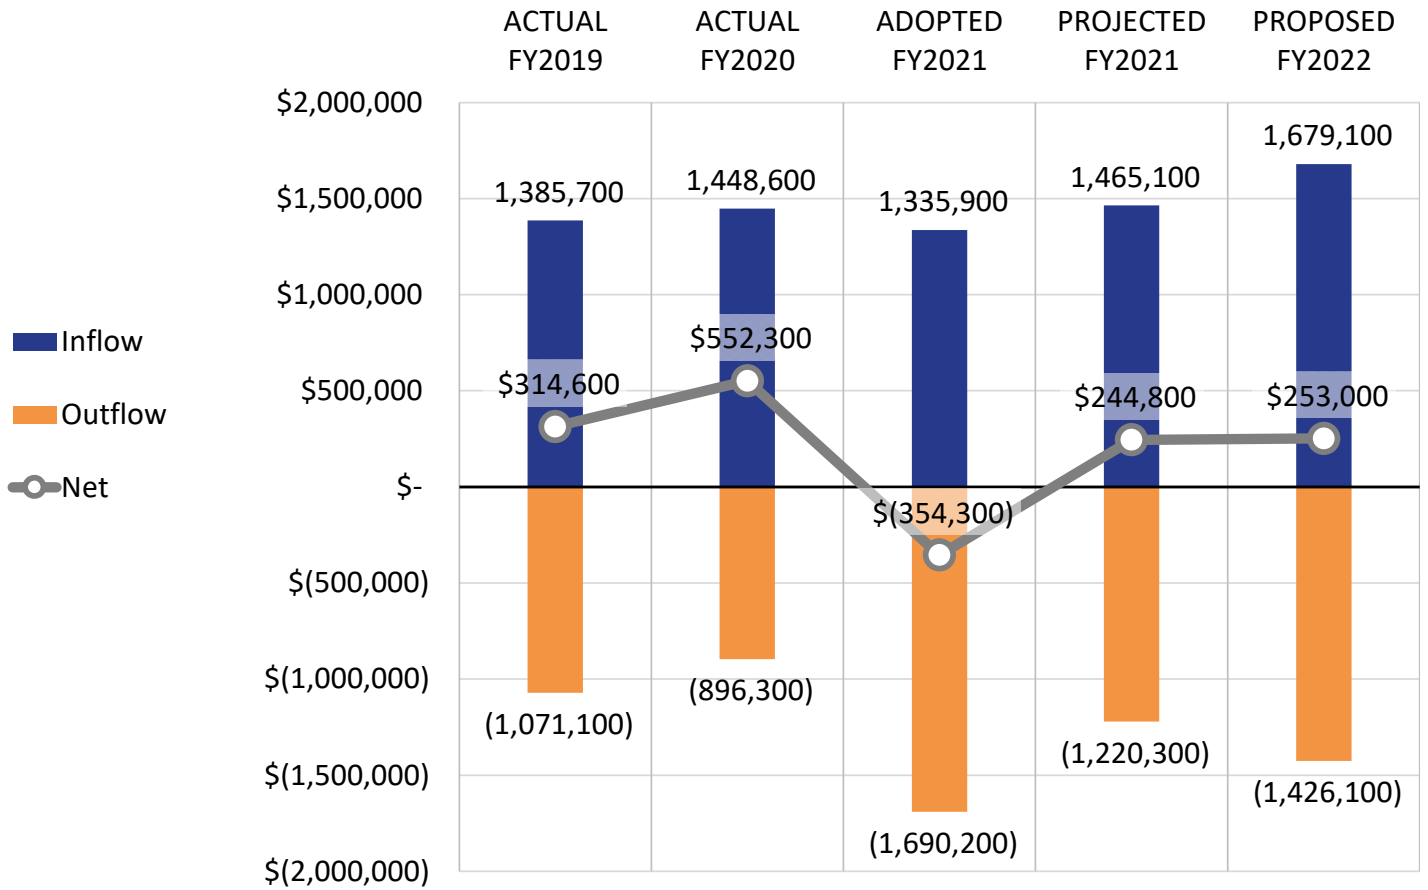 ACTUAL
FY2019
ACTUAL
FY2020
ADOPTED
FY2021
PROJECTED
FY2021
PROPOSED
FY2022
$2,000,000
$1,500,000
$1,000,000
$500,000
$-
$(500,000)
$(1,000,000)
$(1,500,000)
$(2,000,000)
Inflow
Outflow
Net
1,385,700
1,448,600
1,335,900
1,465,100
1,679,100
$314,600
$552,300
$(354,300)
$244,800
$253,000
(1,071,100)
(896,300)
(1,690,200)
(1,220,300)
(1,426,100)